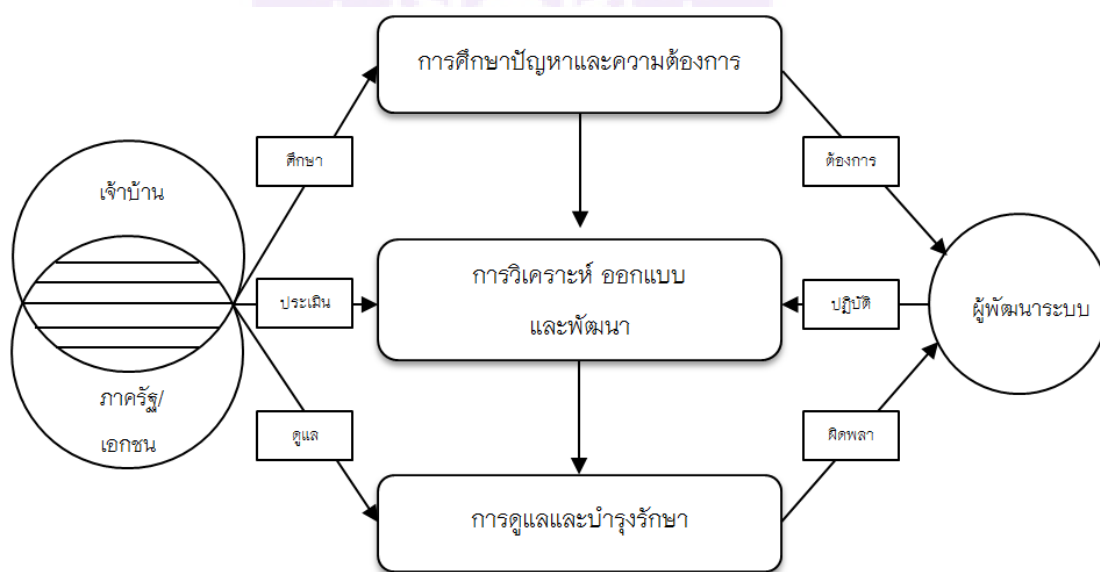 การศึกษาปัญหาและความต้องการ
ศึกษา
ต้องการ
เจ้าบ้าน
การวิเคราะห์ ออกแบบ
และพัฒนา
ประเมิน
ปฏิบัติ
ผู้พัฒนาระบบ
ภาครัฐ/
เอกชน
ดูแล
ผิดพลา
การดูแลและบำรุงรักษา